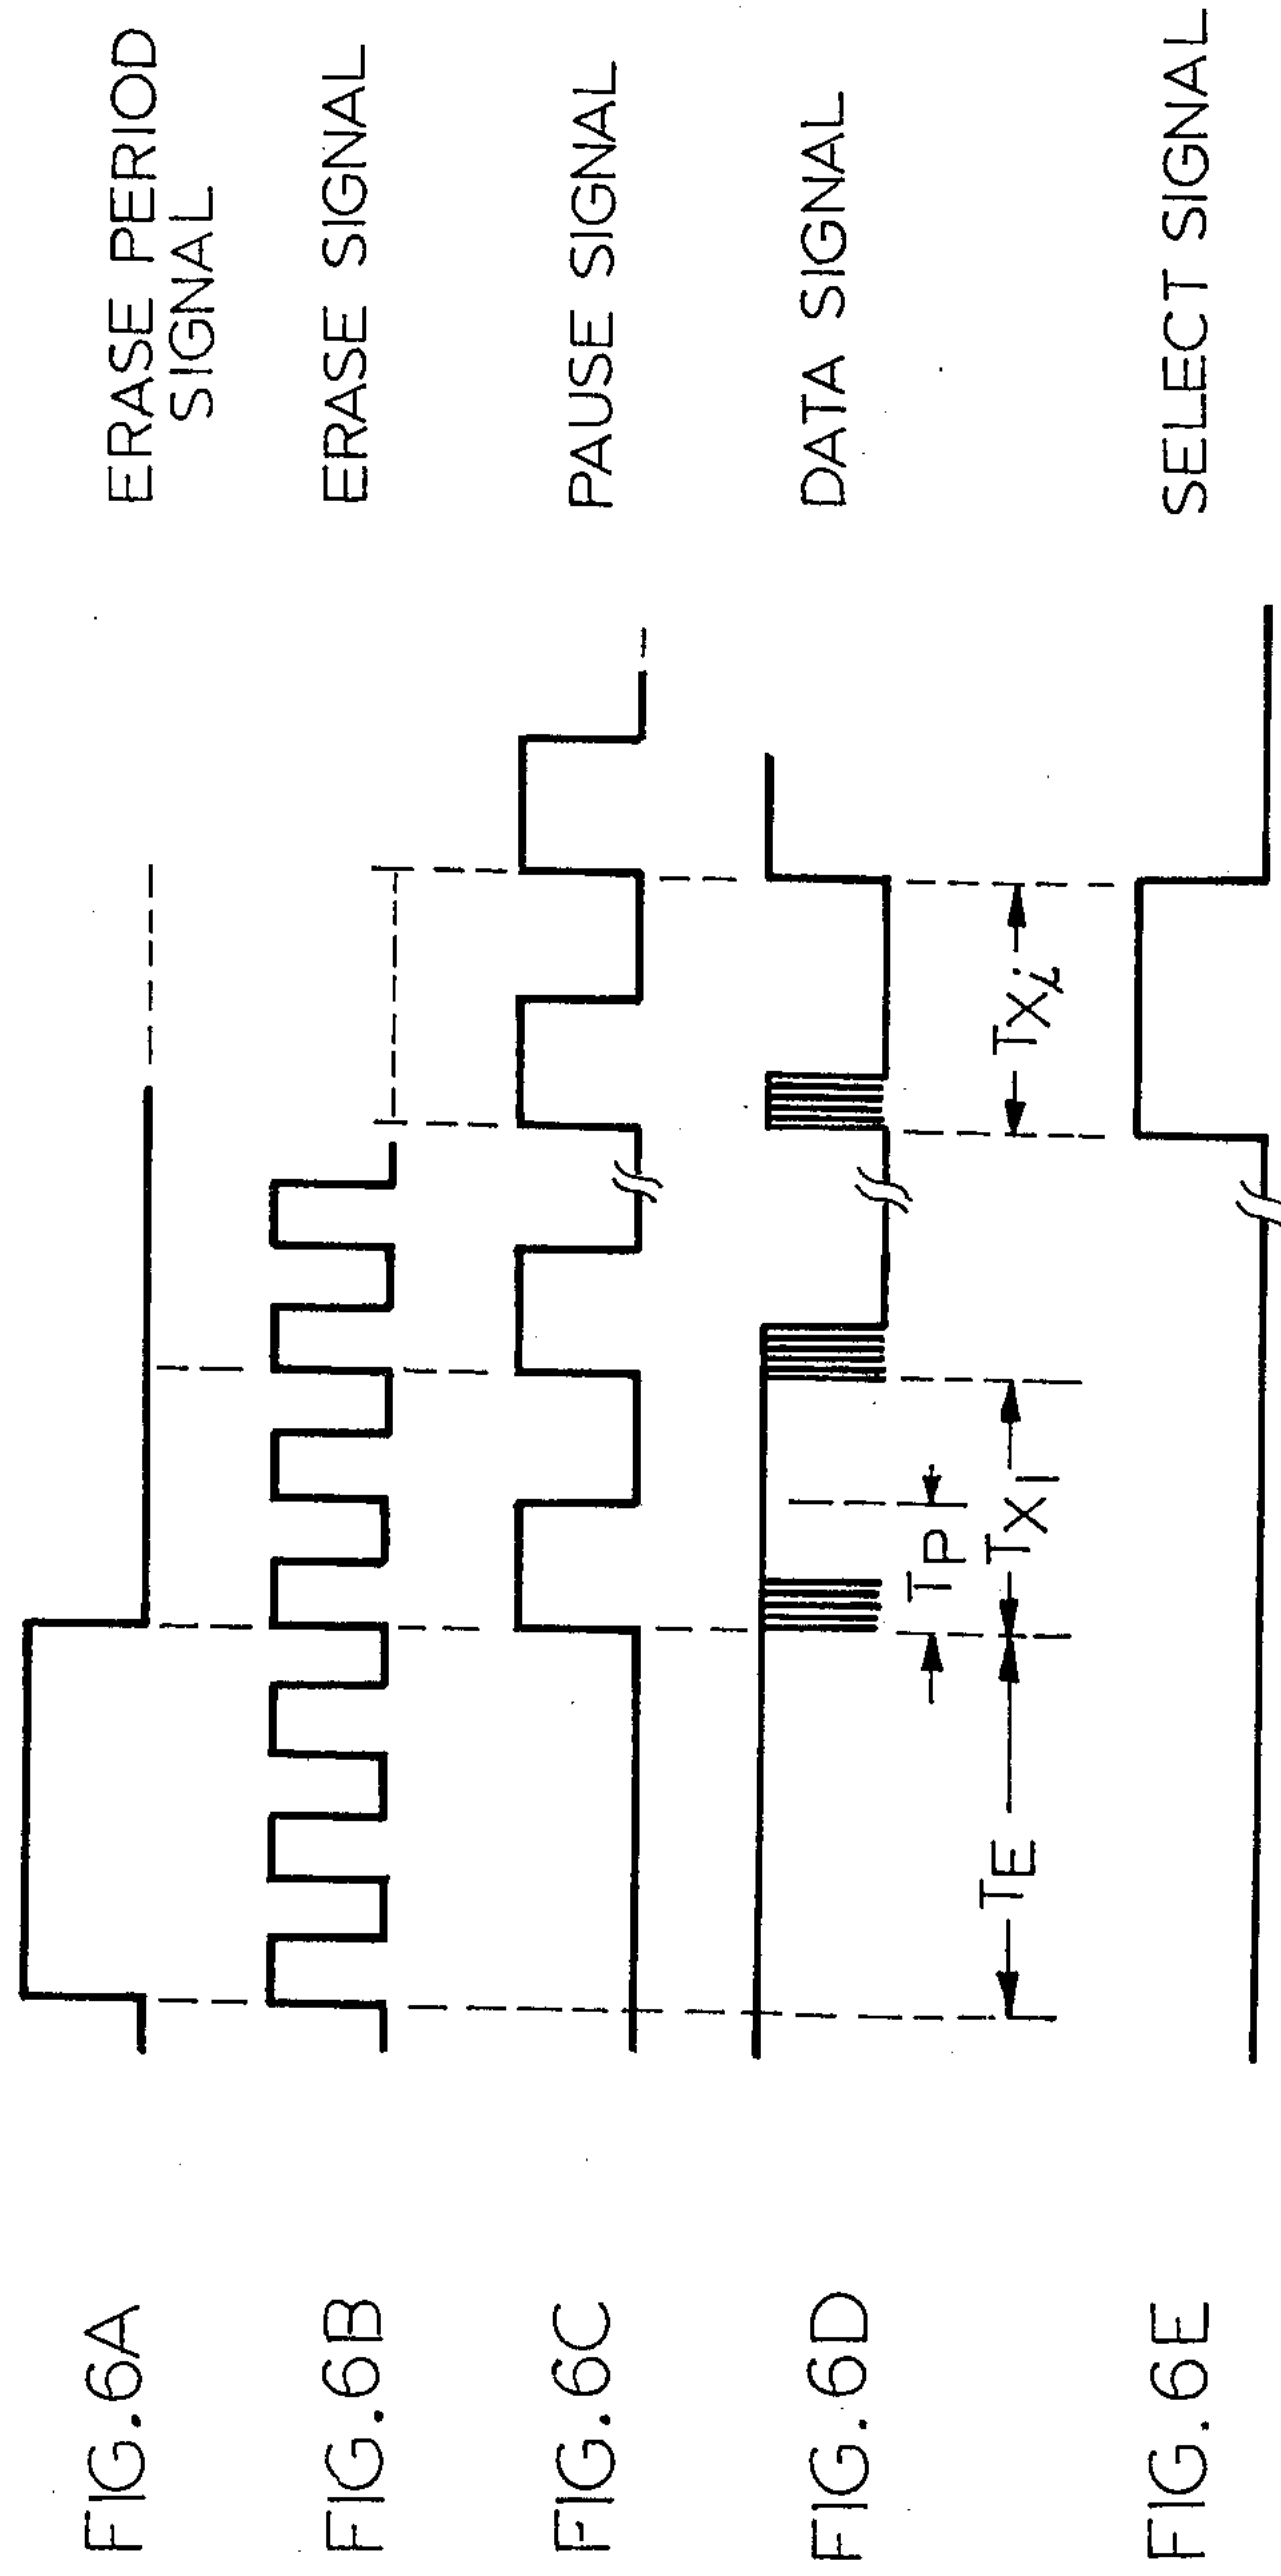 FIG.6A
ERASE PERIOD
SIGNAL
FIG.6B
ERASE SIGNAL
FIG.6C
PAUSE SIGNAL
FIG.6D
DATA SIGNAL
TP
TE
TX1
TXi
FIG.6E
SELECT SIGNAL